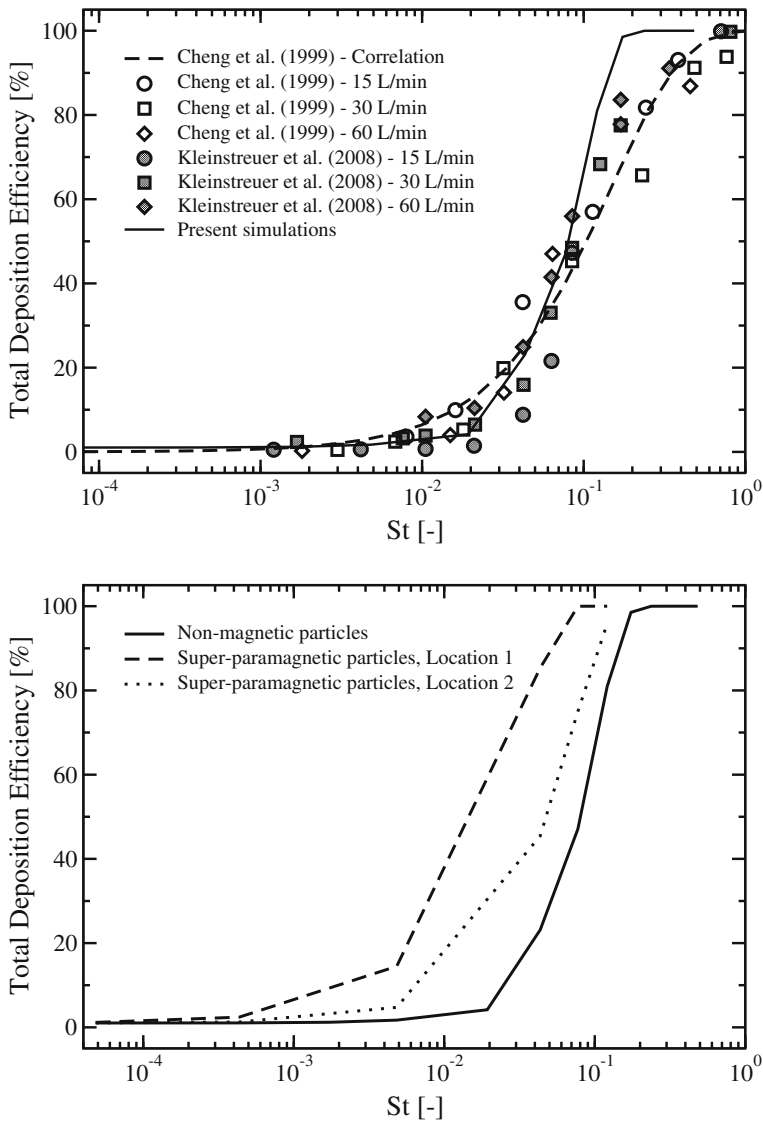 Total Deposition Efficiency [%]
100
80
60
40
20
0
Cheng et al. (1999) - Correlation
Cheng et al. (1999) - 15 L/min
Cheng et al. (1999) - 30 L/min
Cheng et al. (1999) - 60 L/min
Kleinstreuer et al. (2008) - 15 L/min
Kleinstreuer et al. (2008) - 30 L/min
Kleinstreuer et al. (2008) - 60 L/min
Present simulations
10⁻⁴ 10⁻³ 10⁻² 10⁻¹ 10⁰
St [-]
Total Deposition Efficiency [%]
100
80
60
40
20
0
Non-magnetic particles
Super-paramagnetic particles, Location 1
Super-paramagnetic particles, Location 2
10⁻⁴ 10⁻³ 10⁻² 10⁻¹ 10⁰
St [-]